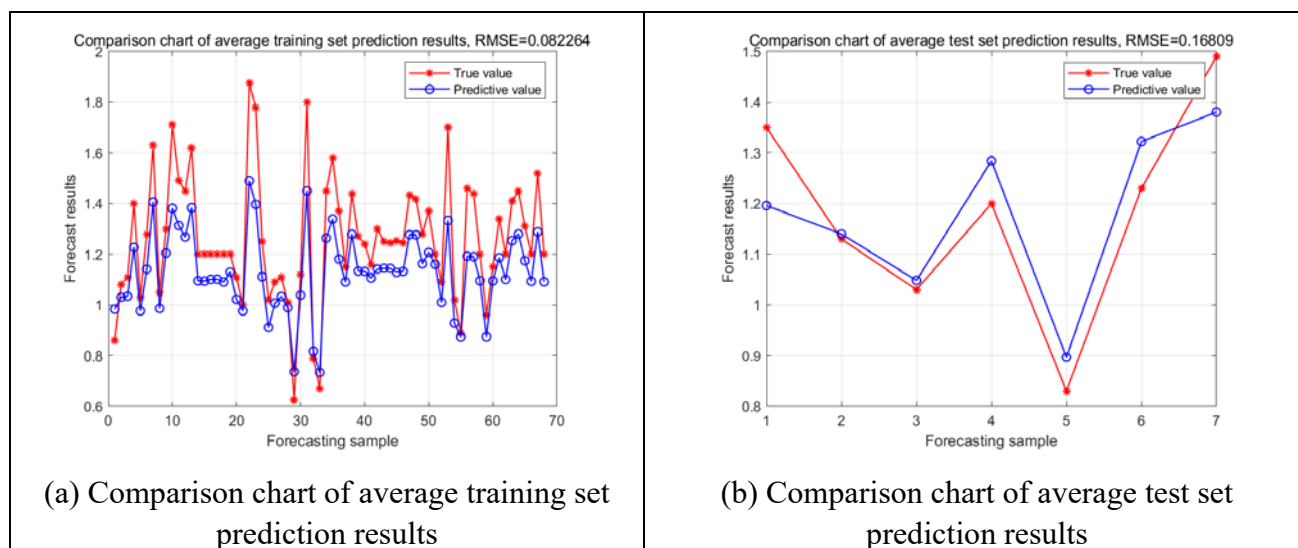 Comparison chart of average training set prediction results, RMSE=0.082264
2
1.8
1.6
1.4
1.2
1
0.8
0.6
Forecast results
True value
Predictive value
0 10 20 30 40 50 60 70
Forecasting sample
(a) Comparison chart of average training set
prediction results
Comparison chart of average test set prediction results, RMSE=0.16809
1.5
1.4
1.3
1.2
1.1
1
0.9
0.8
Forecast results
True value
Predictive value
1 2 3 4 5 6 7
Forecasting sample
(b) Comparison chart of average test set
prediction results